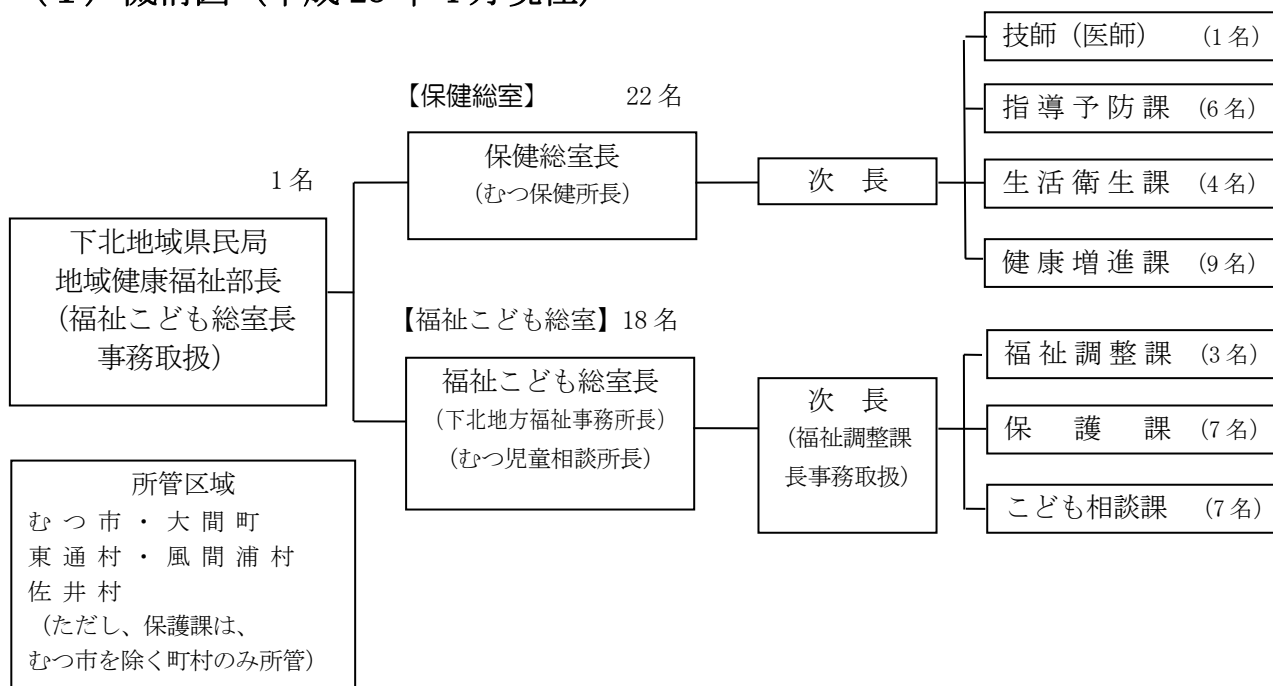 【保健総室】 22名
1名
下北地域県民局
地域健康福祉部長
(福祉こども総室長
事務取扱)
保健総室長
(むつ保健所長)
次 長
技師(医師) (1名)
指 導 予 防 課 (6名)
生 活 衛 生 課 (4名)
健 康 増 進 課 (9名)
【福祉こども総室】18名
福祉こども総室長
(下北地方福祉事務所長)
(むつ児童相談所長)
次 長
(福祉調整課
長事務取扱)
福 祉 調 整 課 (3名)
保 護 課 (7名)
こども相談課 (7名)
所管区域
む つ 市 ・ 大 間 町
東 通 村 ・ 風 間 浦 村
佐 井 村
(ただし、保護課は、
むつ市を除く町村のみ所管)